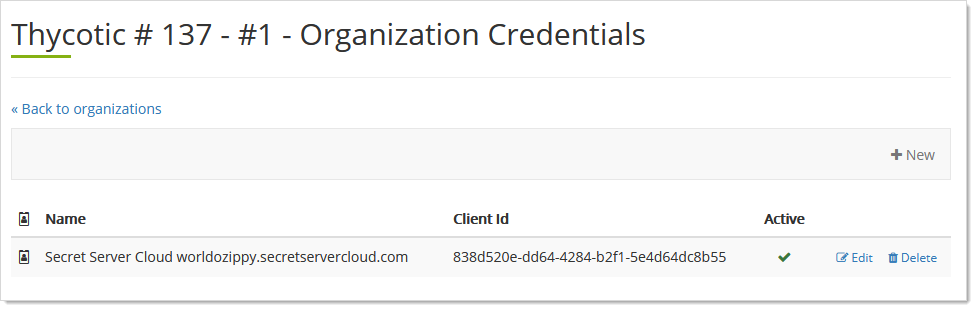 Thycotic # 137 - #1 - Organization Credentials
« Back to organizations
New
Name Client Id Active
Secret Server Cloud worldozippy.secretservercloud.com 838d520e-dd64-4284-b2f1-5e4d64dc8b55 Edit Delete